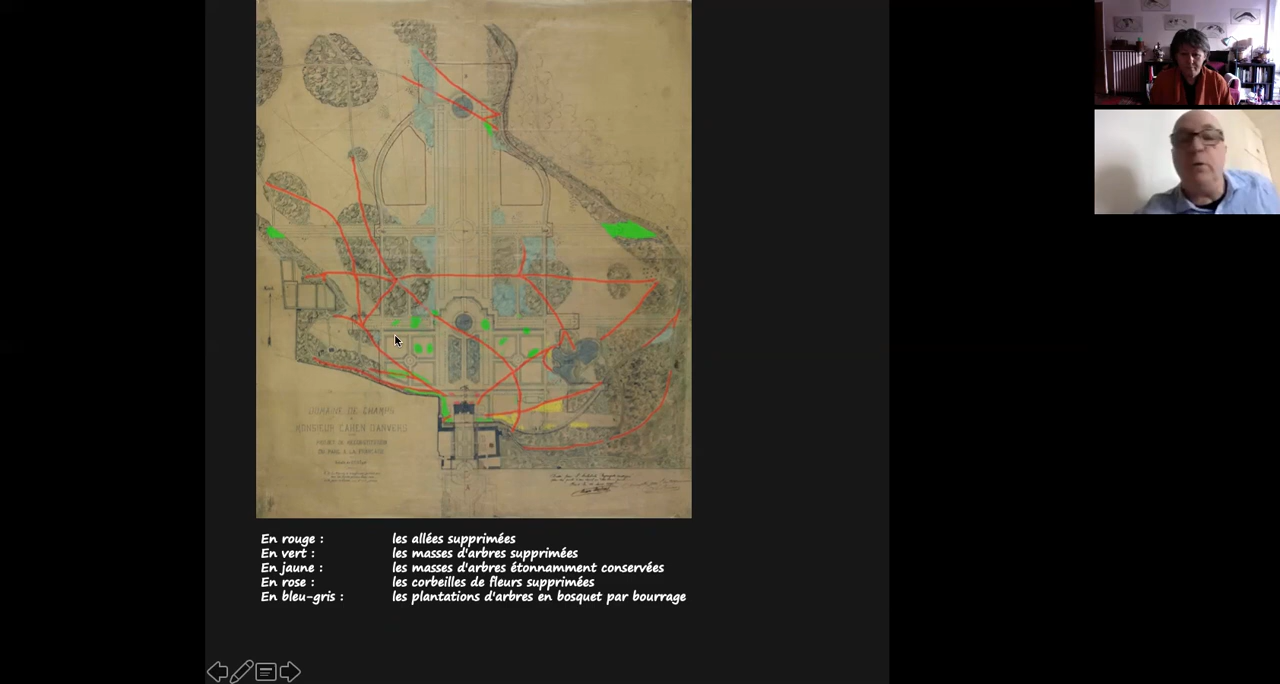 DOMAINE DE CHAMPS
MONSIEUR CAHEN D'ANVERS
En rouge : les allées supprimées
En vert : les masses d'arbres supprimées
En jaune : les masses d'arbres étonnamment conservées
En rose : les corbeilles de fleurs supprimées
En bleu-gris : les plantations d'arbres en bosquet par bourrage